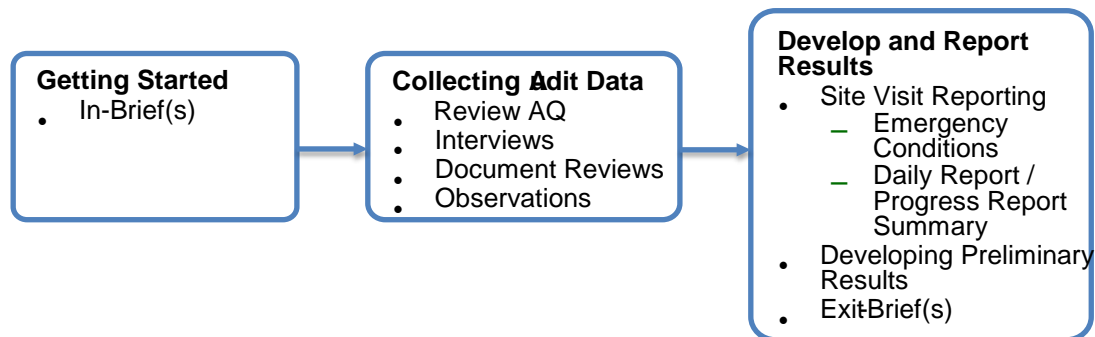 Getting Started
• In-Brief(s)
Collecting Audit Data
• Review AQ
• Interviews
• Document Reviews
• Observations
Develop and Report
Results
• Site Visit Reporting
– Emergency
Conditions
– Daily Report /
Progress Report
Summary
• Developing Preliminary
Results
• Exit-Brief(s)